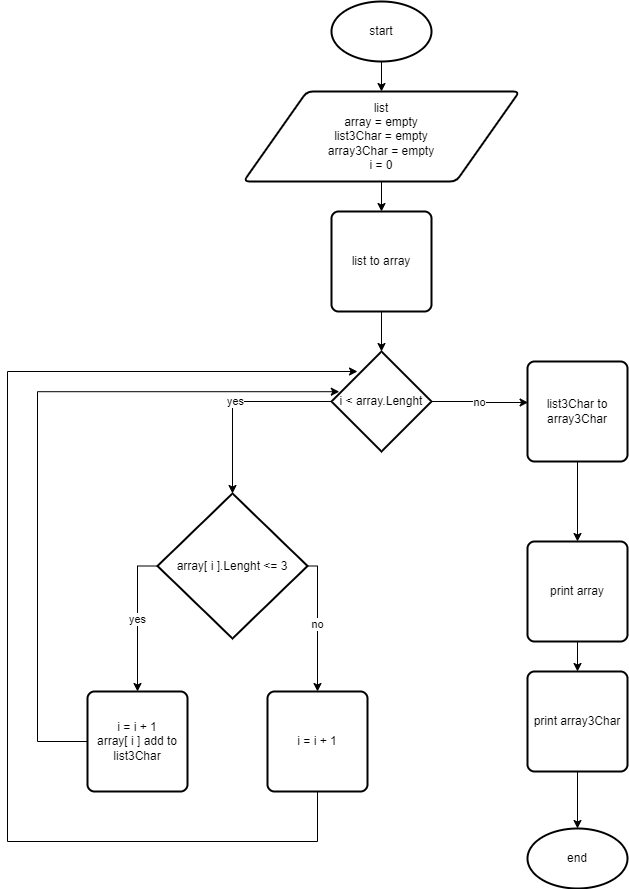 start
list
array = empty
list3Char = empty
array3Char = empty
i = 0
list to array
i < array.Lenght
yes
no
list3Char to
array3Char
array[ i ].Lenght <= 3
yes
no
print array
i = i + 1
array[ i ] add to
list3Char
i = i + 1
print array3Char
end